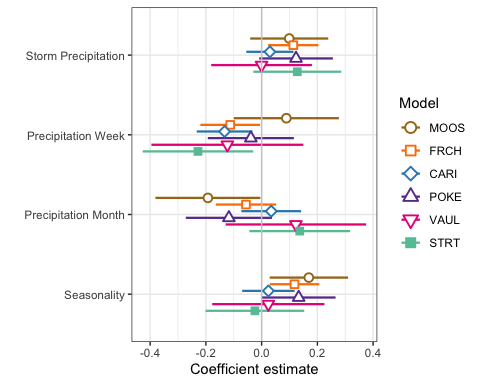 Storm Precipitation
Precipitation Week
Precipitation Month
Seasonality
-0.4 -0.2 0.0 0.2 0.4
Coefficient estimate
Model
MOOS
FRCH
CARI
POKE
VAUL
STRT